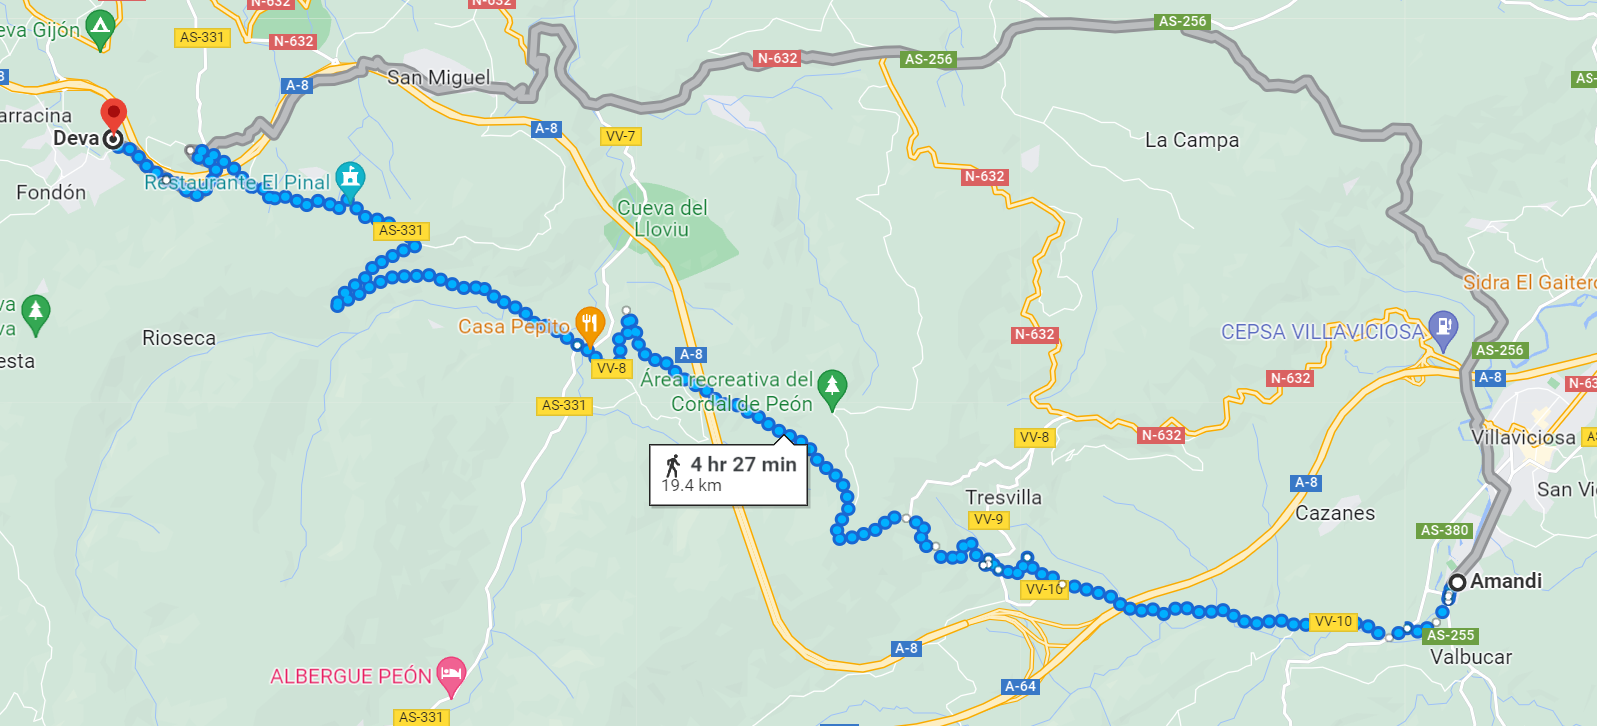 N-632
N-632
eva Gijón
AS-331
N-632
AS-256
N-632
AS-256
San Miguel
A-8
AS-
arracina
Deva
A-8
VV-7
La Campa
Restaurante El Pinal
Fondón
N-632
Cueva del
Lloviu
AS-331
Sidra El Gaitero
va
va
esta
Rioseca
Casa Pepito
N-632
CEPSA VILLAVICIOSA
AS-256
A-8
VV-8
Área recreativa del
Cordal de Peón
N-632
A-8
N-63
AS-331
VV-8
N-632
Villaviciosa
A
4 hr 27 min
19.4 km
A-8
San Vi
Tresvilla
VV-9
Cazanes
AS-380
Amandi
VV-10
VV-10
AS-255
A-8
Valbucar
ALBERGUE PEÓN
A-64
AS-331